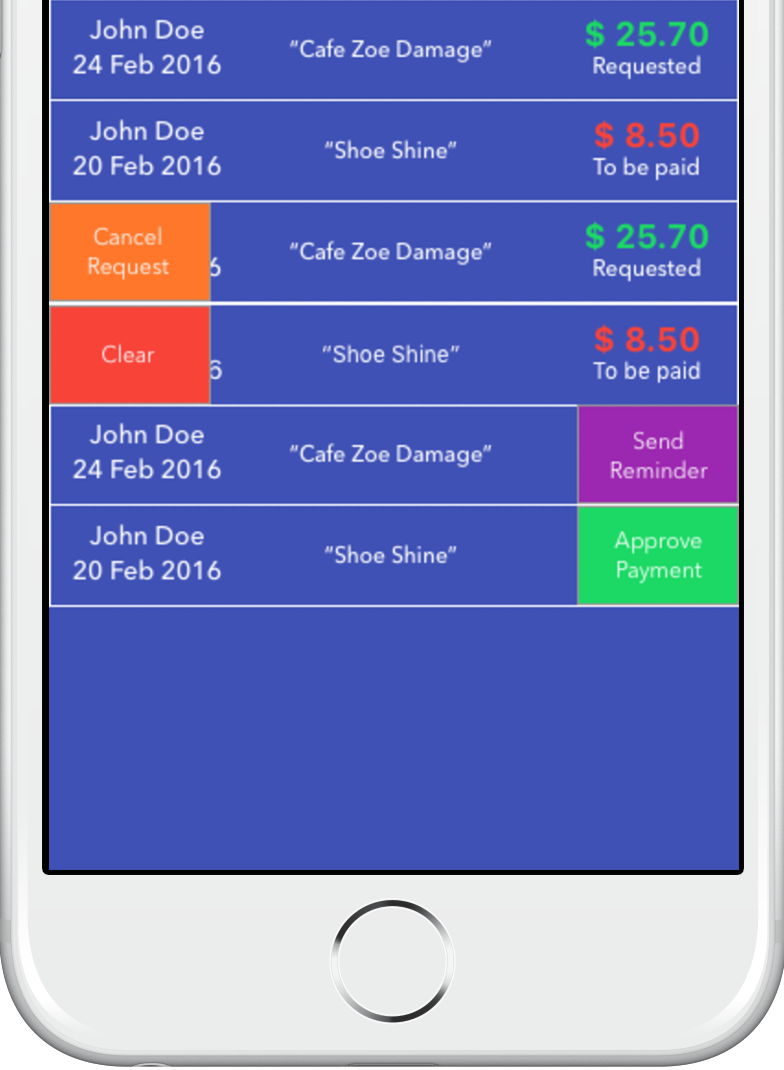 John Doe
24 Feb 2016
“Cafe Zoe Damage”
$ 25.70
Requested
John Doe
20 Feb 2016
“Shoe Shine”
$ 8.50
To be paid
Cancel
Request
6
“Cafe Zoe Damage”
$ 25.70
Requested
Clear
6
“Shoe Shine”
$ 8.50
To be paid
John Doe
24 Feb 2016
“Cafe Zoe Damage”
Send
Reminder
John Doe
20 Feb 2016
“Shoe Shine”
Approve
Payment